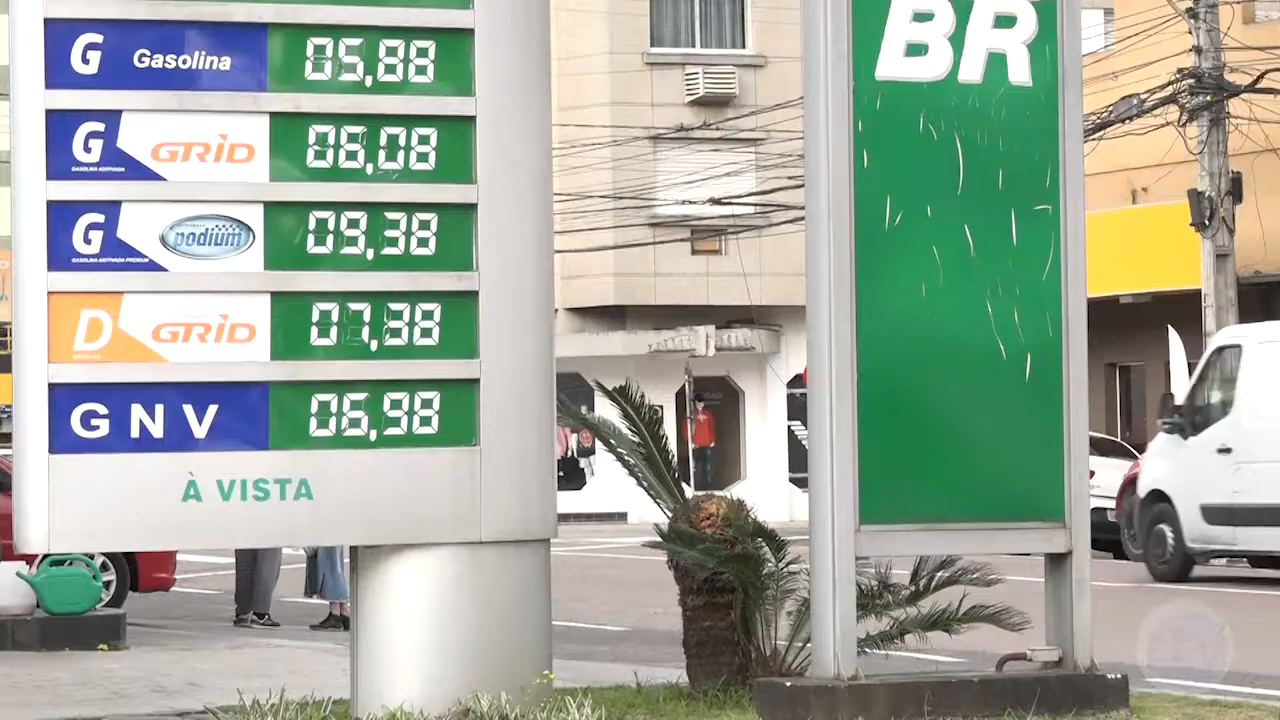 G Gasolina 05,88
G GRID 06,08
GASOLINA ADITIVADA
G podium 09,38
GASOLINA ADITIVADA PREMIUM
D GRID 07,38
GNV 06,98
À VISTA
BR